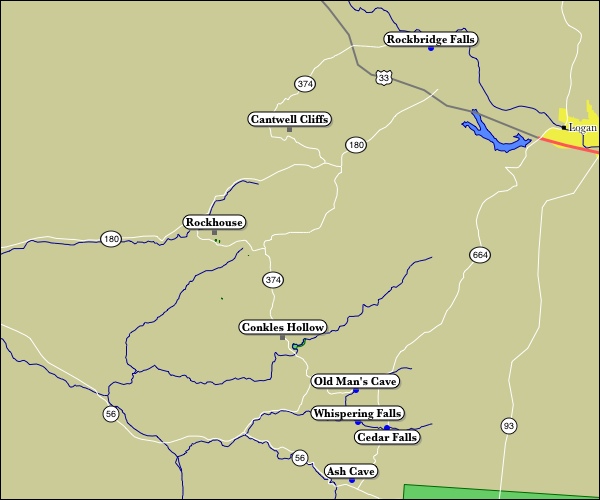 Rockbridge Falls
33
374
Cantwell Cliffs
Logan
180
Rockhouse
180
664
374
Conkles Hollow
Old Man's Cave
Whispering Falls
56
93
Cedar Falls
56
Ash Cave